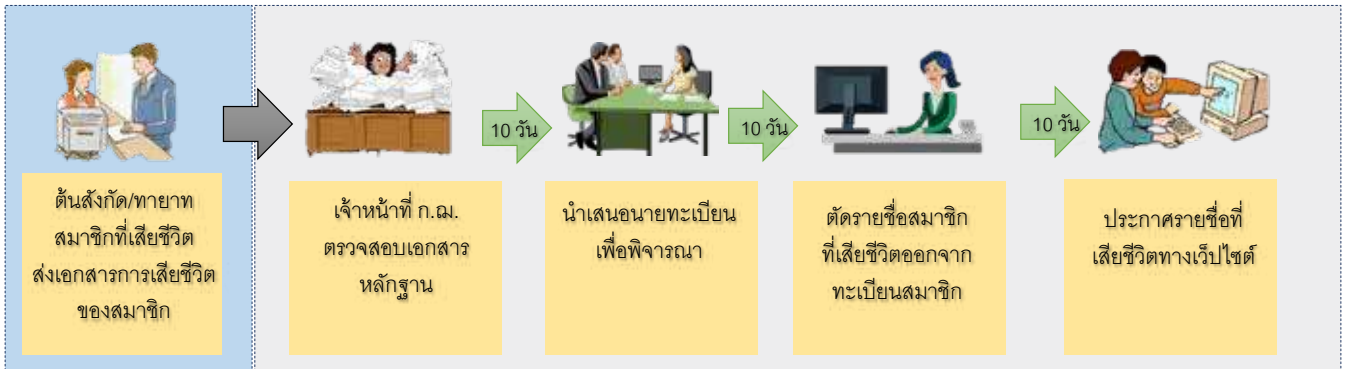 10 วัน
10 วัน
10 วัน
ต้นสังกัด/ทายาท
สมาชิกที่เสียชีวิต
ส่งเอกสารการเสียชีวิต
ของสมาชิก
เจ้าหน้าที่ ก.ฌ.
ตรวจสอบเอกสาร
หลักฐาน
นำเสนอนายทะเบียน
เพื่อพิจารณา
ตัดรายชื่อสมาชิก
ที่เสียชีวิตออกจาก
ทะเบียนสมาชิก
ประกาศรายชื่อที่
เสียชีวิตทางเว็ปไซต์